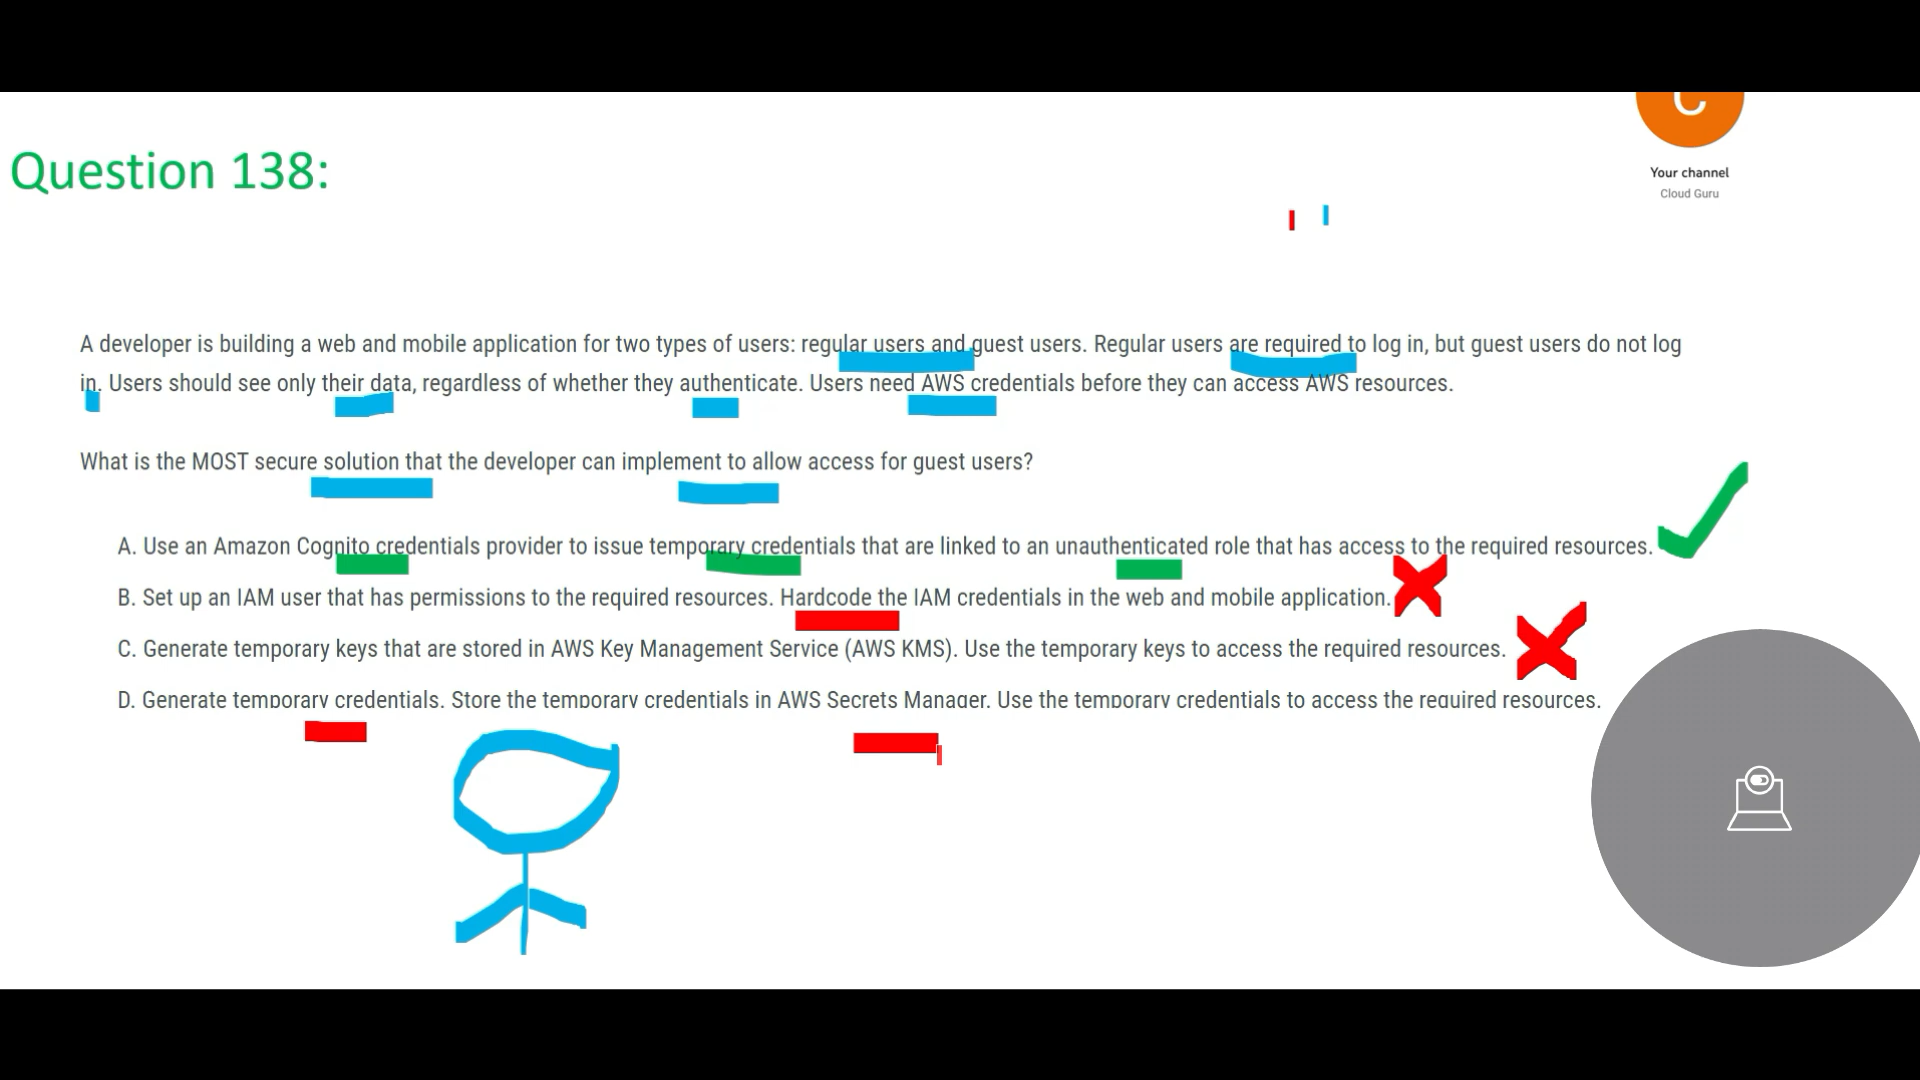 C
Your channel
Cloud Guru
Question 138:
A developer is building a web and mobile application for two types of users: regular users and guest users. Regular users are required to log in, but guest users do not log
in. Users should see only their data, regardless of whether they authenticate. Users need AWS credentials before they can access AWS resources.
What is the MOST secure solution that the developer can implement to allow access for guest users?
A. Use an Amazon Cognito credentials provider to issue temporary credentials that are linked to an unauthenticated role that has access to the required resources.
B. Set up an IAM user that has permissions to the required resources. Hardcode the IAM credentials in the web and mobile application.
C. Generate temporary keys that are stored in AWS Key Management Service (AWS KMS). Use the temporary keys to access the required resources.
D. Generate temporary credentials. Store the temporary credentials in AWS Secrets Manager. Use the temporary credentials to access the required resources.